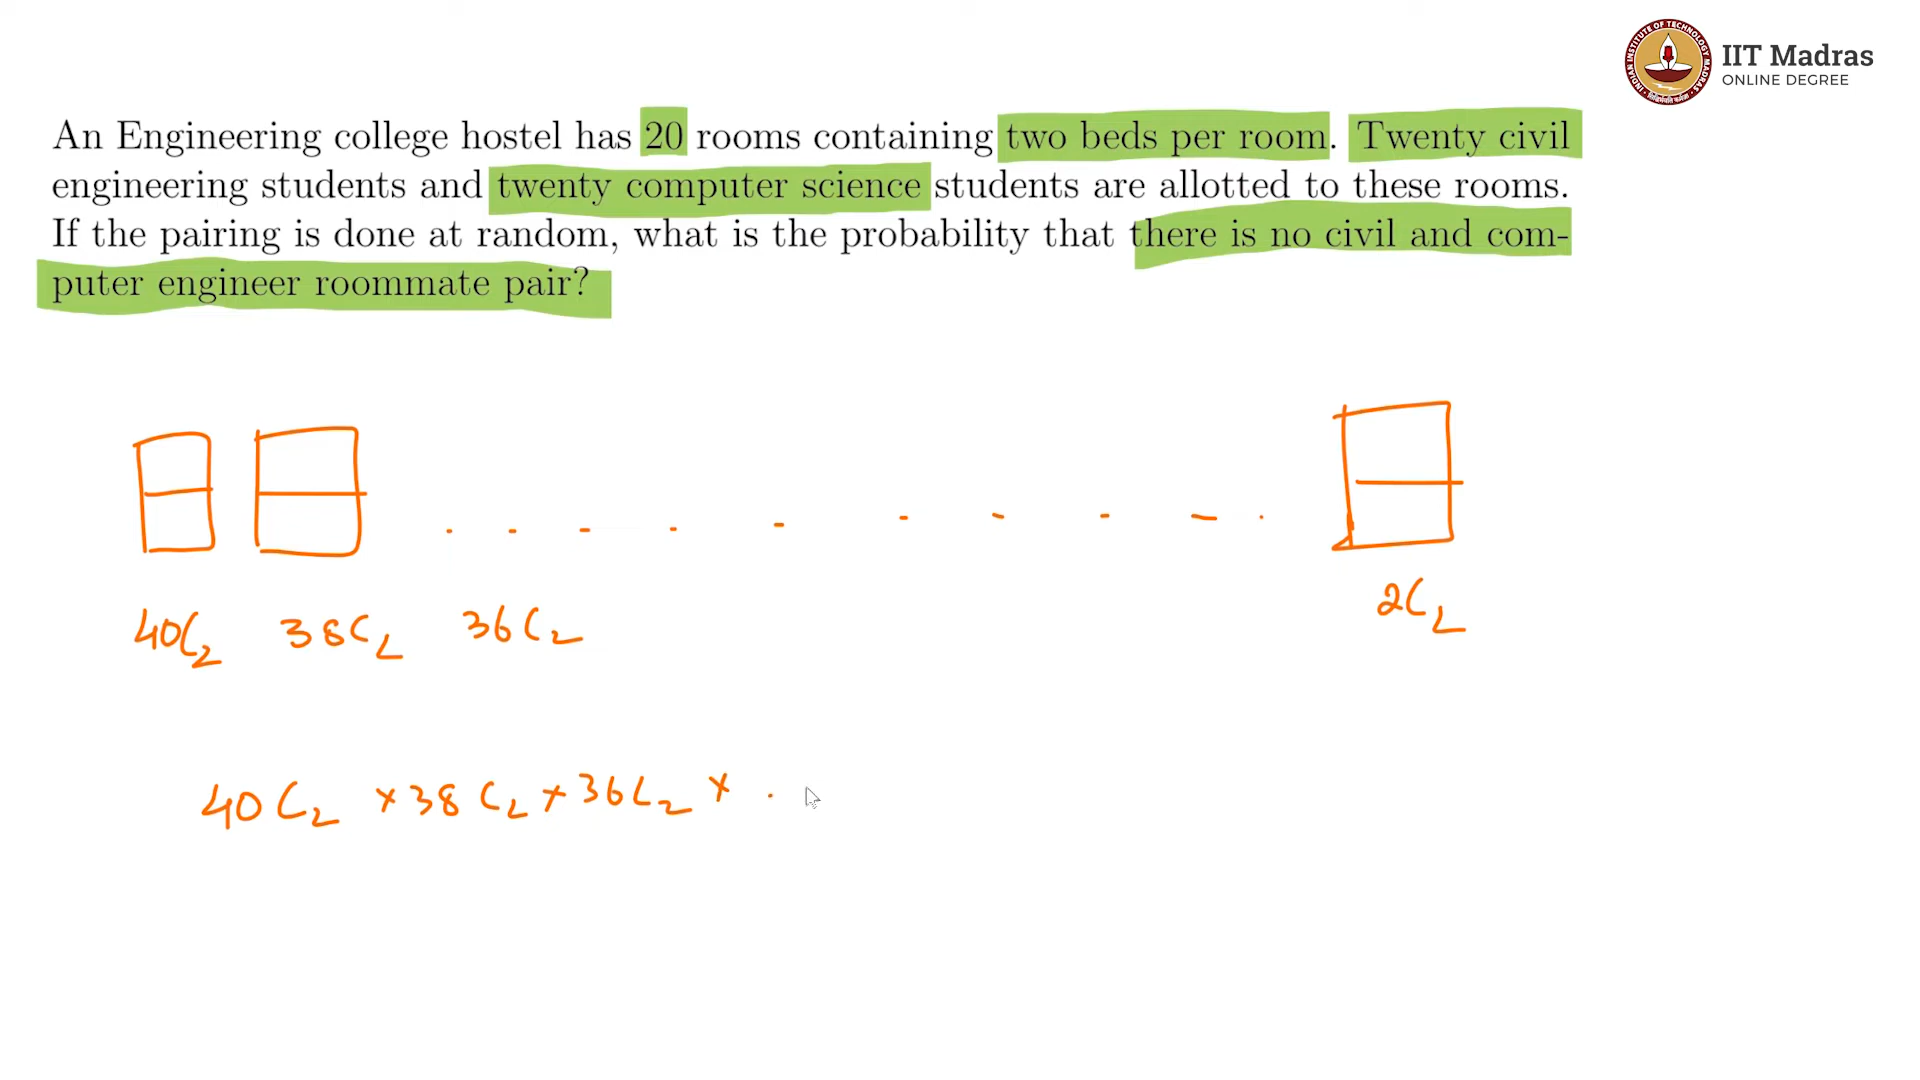 IIT Madras
ONLINE DEGREE
An Engineering college hostel has 20 rooms containing two beds per room. Twenty civil
engineering students and twenty computer science students are allotted to these rooms.
If the pairing is done at random, what is the probability that there is no civil and com-
puter engineer roommate pair?
40C2 38C2 36C2 2C2
40C2 × 38C2 × 36C2 × .